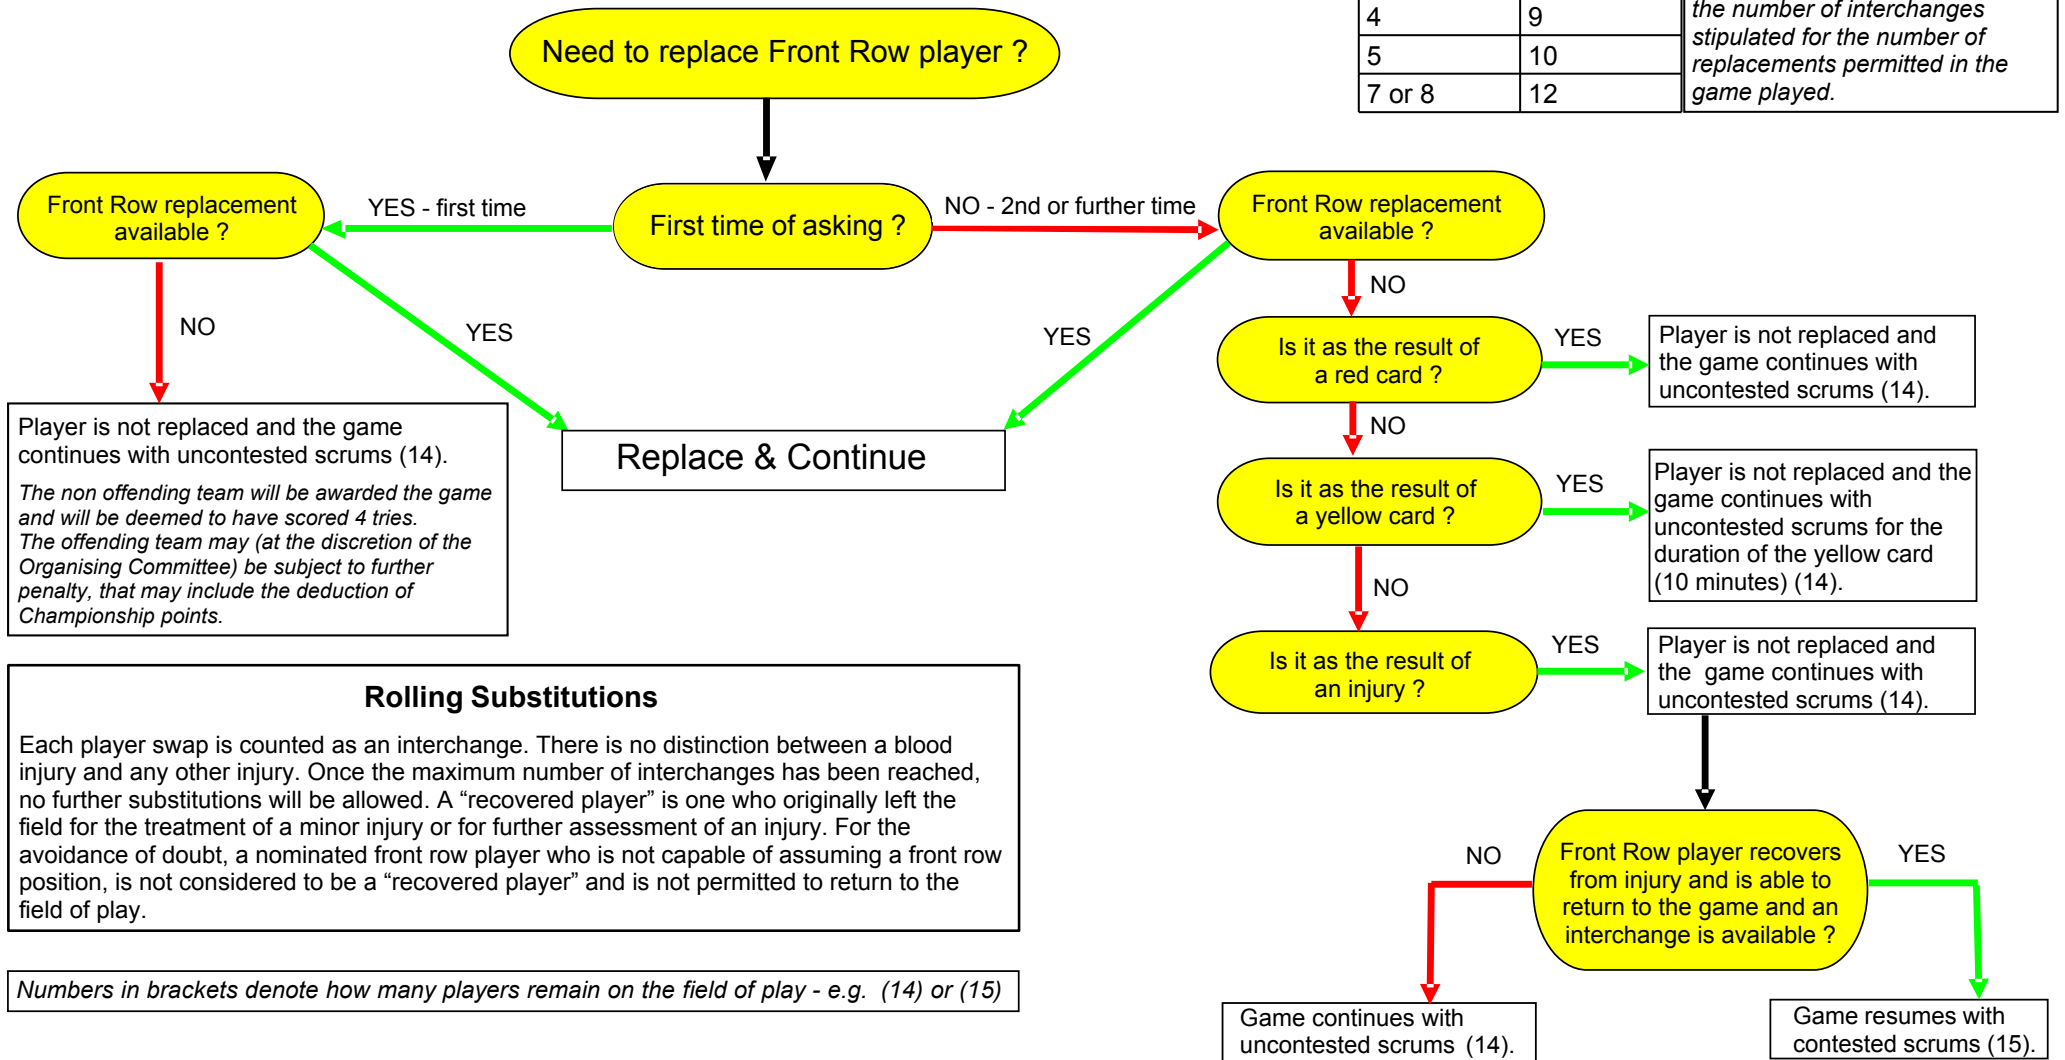 Need to replace Front Row player ?
4 9
5 10
7 or 8 12
the number of interchanges
stipulated for the number of
replacements permitted in the
game played.
Front Row replacement
available ?
YES - first time
First time of asking ?
NO - 2nd or further time
Front Row replacement
available ?
NO
YES
YES
NO
Is it as the result of
a red card ?
YES
Player is not replaced and
the game continues with
uncontested scrums (14).
NO
Player is not replaced and the game
continues with uncontested scrums (14).
The non offending team will be awarded the game
and will be deemed to have scored 4 tries.
The offending team may (at the discretion of the
Organising Committee) be subject to further
penalty, that may include the deduction of
Championship points.
Replace & Continue
Is it as the result of
a yellow card ?
YES
Player is not replaced and the
game continues with
uncontested scrums for the
duration of the yellow card
(10 minutes) (14).
NO
Is it as the result of
an injury ?
YES
Player is not replaced and
the game continues with
uncontested scrums (14).
Rolling Substitutions
Each player swap is counted as an interchange. There is no distinction between a blood
injury and any other injury. Once the maximum number of interchanges has been reached,
no further substitutions will be allowed. A “recovered player” is one who originally left the
field for the treatment of a minor injury or for further assessment of an injury. For the
avoidance of doubt, a nominated front row player who is not capable of assuming a front row
position, is not considered to be a “recovered player” and is not permitted to return to the
field of play.
NO
Front Row player recovers
from injury and is able to
return to the game and an
interchange is available ?
YES
Numbers in brackets denote how many players remain on the field of play - e.g. (14) or (15)
Game continues with
uncontested scrums (14).
Game resumes with
contested scrums (15).